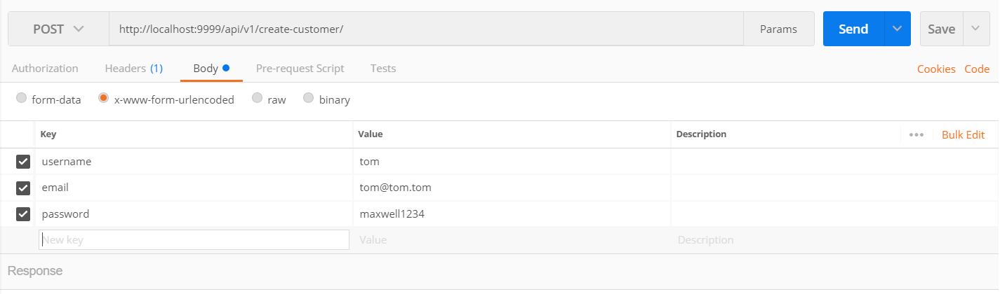 POST http://localhost:9999/api/v1/create-customer/ Params Send Save
Authorization Headers (1) Body Pre-request Script Tests Cookies Code
form-data x-www-form-urlencoded raw binary
Key Value Description Bulk Edit
username tom
email tom@tom.tom
password maxwell1234
New key Value Description
Response